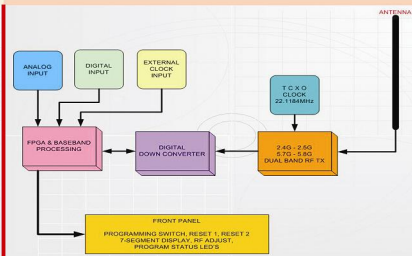 ANTENNA
ANALOG
INPUT
DIGITAL
INPUT
EXTERNAL
CLOCK
INPUT
T C X O
CLOCK
22.1184MHz
FPGA & BASEBAND
PROCESSING
DIGITAL
DOWN CONVERTER
2.4G - 2.5G
5.7G - 5.8G
DUAL BAND RF TX
FRONT PANEL
PROGRAMMING SWITCH, RESET 1, RESET 2
7-SEGMENT DISPLAY, RF ADJUST,
PROGRAM STATUS LED'S